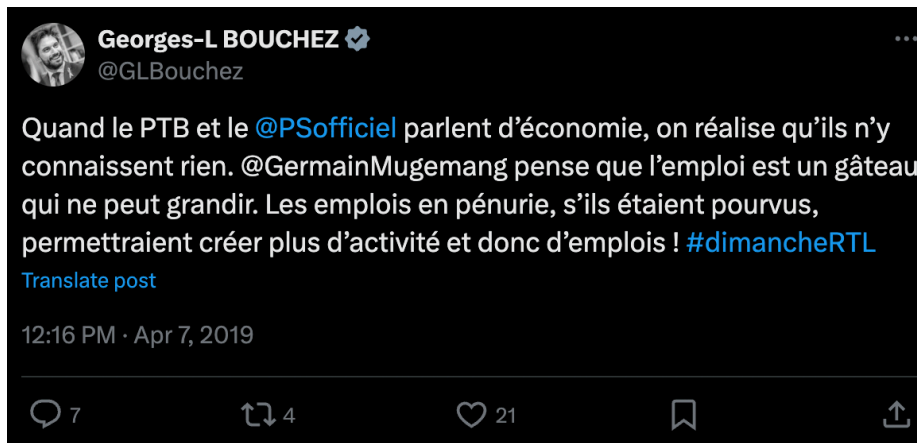 Georges-L BOUCHEZ
@GLBouchez
Quand le PTB et le @PSofficiel parlent d’économie, on réalise qu’ils n’y
connaissent rien. @GermainMugemang pense que l’emploi est un gâteau
qui ne peut grandir. Les emplois en pénurie, s’ils étaient pourvus,
permettraient créer plus d’activité et donc d’emplois ! #dimancheRTL
Translate post
12:16 PM · Apr 7, 2019
7 4 21